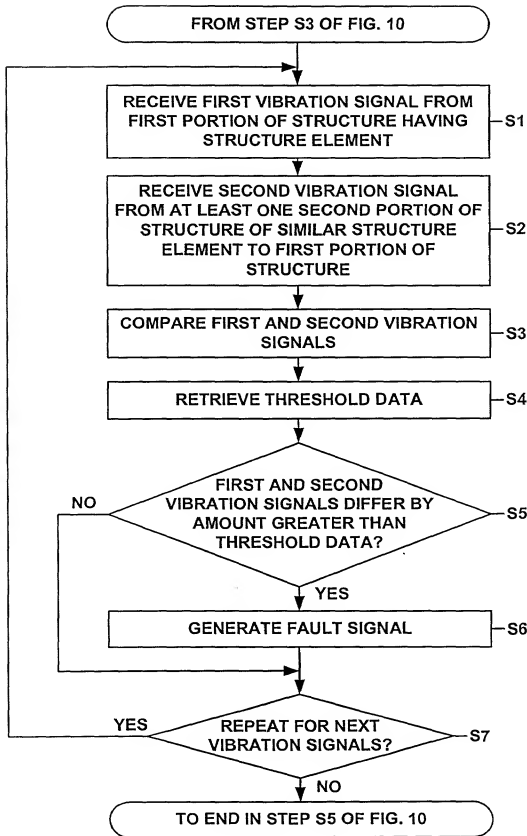 FROM STEP S3 OF FIG. 10
RECEIVE FIRST VIBRATION SIGNAL FROM
FIRST PORTION OF STRUCTURE HAVING
STRUCTURE ELEMENT
S1
RECEIVE SECOND VIBRATION SIGNAL
FROM AT LEAST ONE SECOND PORTION OF
STRUCTURE OF SIMILAR STRUCTURE
ELEMENT TO FIRST PORTION OF
STRUCTURE
S2
COMPARE FIRST AND SECOND VIBRATION
SIGNALS
S3
RETRIEVE THRESHOLD DATA
S4
FIRST AND SECOND
VIBRATION SIGNALS DIFFER BY
AMOUNT GREATER THAN
THRESHOLD DATA?
NO
S5
YES
GENERATE FAULT SIGNAL
S6
YES
REPEAT FOR NEXT
VIBRATION SIGNALS?
S7
NO
TO END IN STEP S5 OF FIG. 10